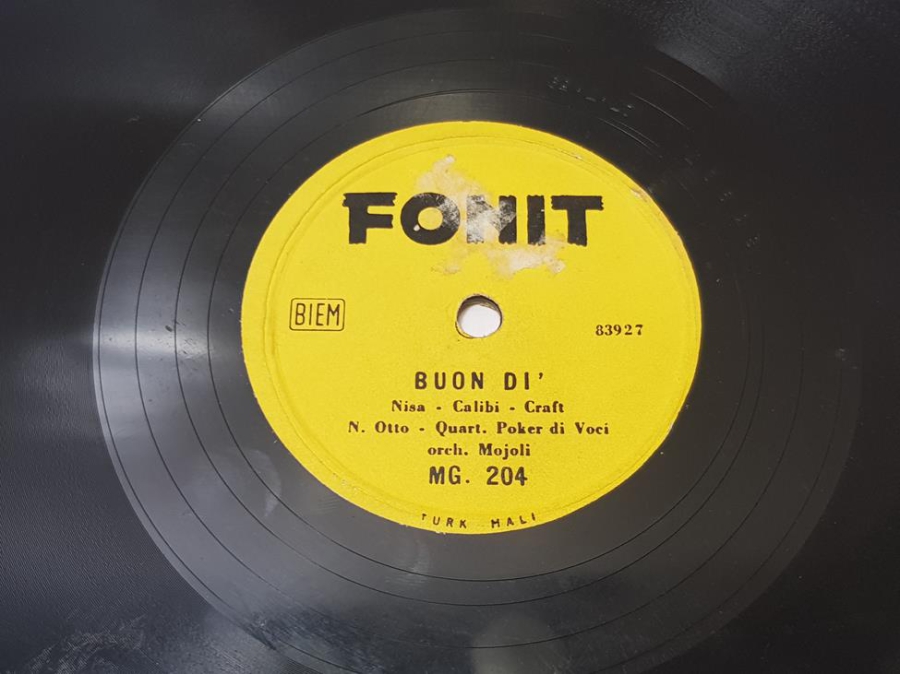 FONIT
BIEM
83927
BUON DI'
Nisa - Calibi - Craft
N. Otto - Quart. Poker di Voci
orch. Mojoli
MG. 204
TURK MALI